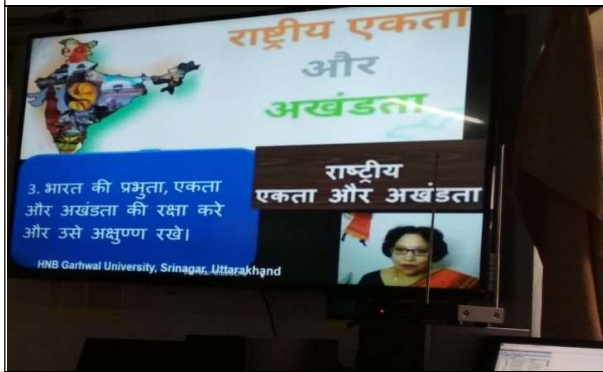 राष्ट्रीय एकता
और
अखंडता
3. भारत की प्रभुता, एकता
और अखंडता की रक्षा करे
और उसे अक्षुण्ण रखे।
राष्ट्रीय
एकता और अखंडता
HNB Garhwal University, Srinagar, Uttarakhand